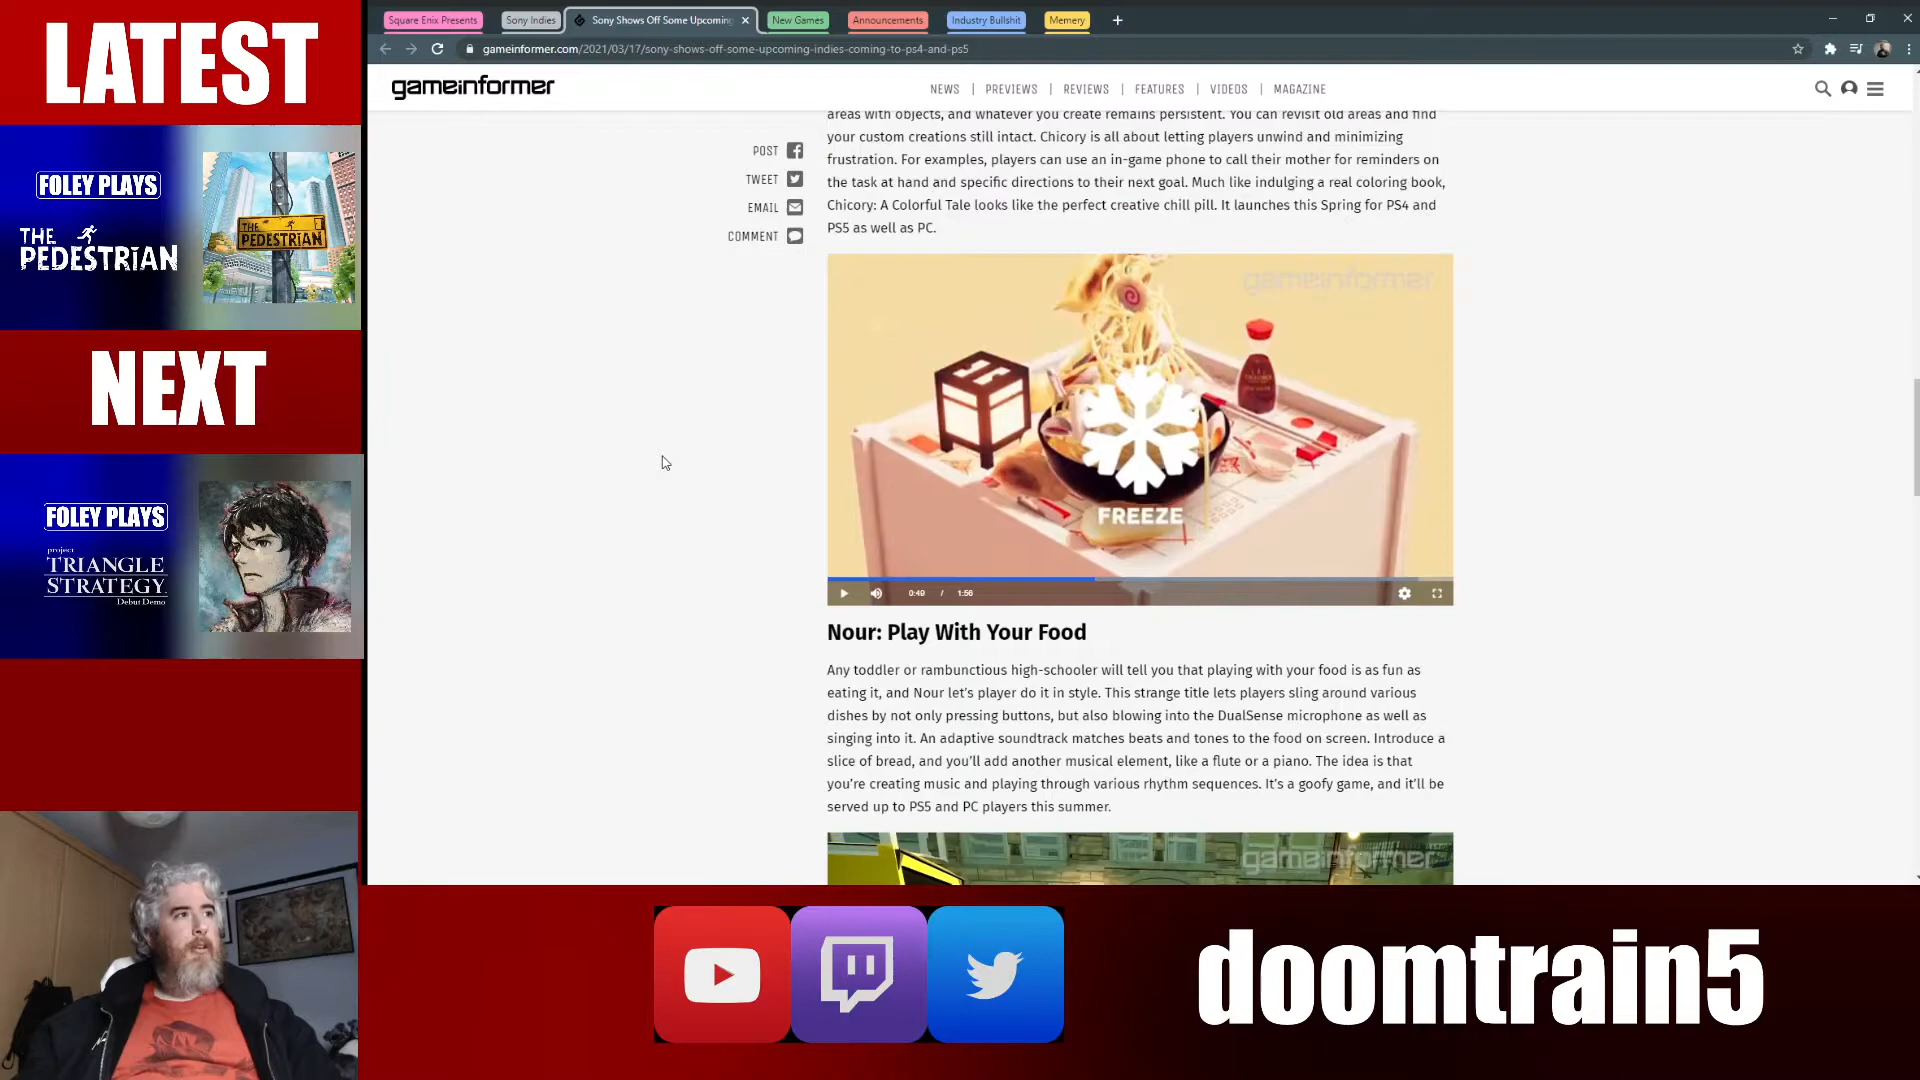 LATEST
FOLEY PLAYS
THE
PEDESTRIAN
THE
PEDESTRIAN
NEXT
FOLEY PLAYS
project
TRIANGLE
STRATEGY
Debut Demo
Square Enix Presents
Sony Indies
Sony Shows Off Some Upcoming
New Games
Announcements
Industry Bullshit
Memery
gameinformer.com/2021/03/17/sony-shows-off-some-upcoming-indies-coming-to-ps4-and-ps5
gameinformer
NEWS | PREVIEWS | REVIEWS | FEATURES | VIDEOS | MAGAZINE
POST
TWEET
EMAIL
COMMENT
areas with objects, and whatever you create remains persistent. You can revisit old areas and find
your custom creations still intact. Chicory is all about letting players unwind and minimizing
frustration. For examples, players can use an in-game phone to call their mother for reminders on
the task at hand and specific directions to their next goal. Much like indulging a real coloring book,
Chicory: A Colorful Tale looks like the perfect creative chill pill. It launches this Spring for PS4 and
PS5 as well as PC.
gameinformer
FREEZE
0:49 / 1:56
Nour: Play With Your Food
Any toddler or rambunctious high-schooler will tell you that playing with your food is as fun as
eating it, and Nour let's player do it in style. This strange title lets players sling around various
dishes by not only pressing buttons, but also blowing into the DualSense microphone as well as
singing into it. An adaptive soundtrack matches beats and tones to the food on screen. Introduce a
slice of bread, and you'll add another musical element, like a flute or a piano. The idea is that
you're creating music and playing through various rhythm sequences. It's a goofy game, and it'll be
served up to PS5 and PC players this summer.
gameinformer
doomtrain5